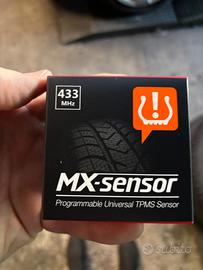 433
MHz
MX-sensor
Programmable Universal TPMS Sensor
Subito